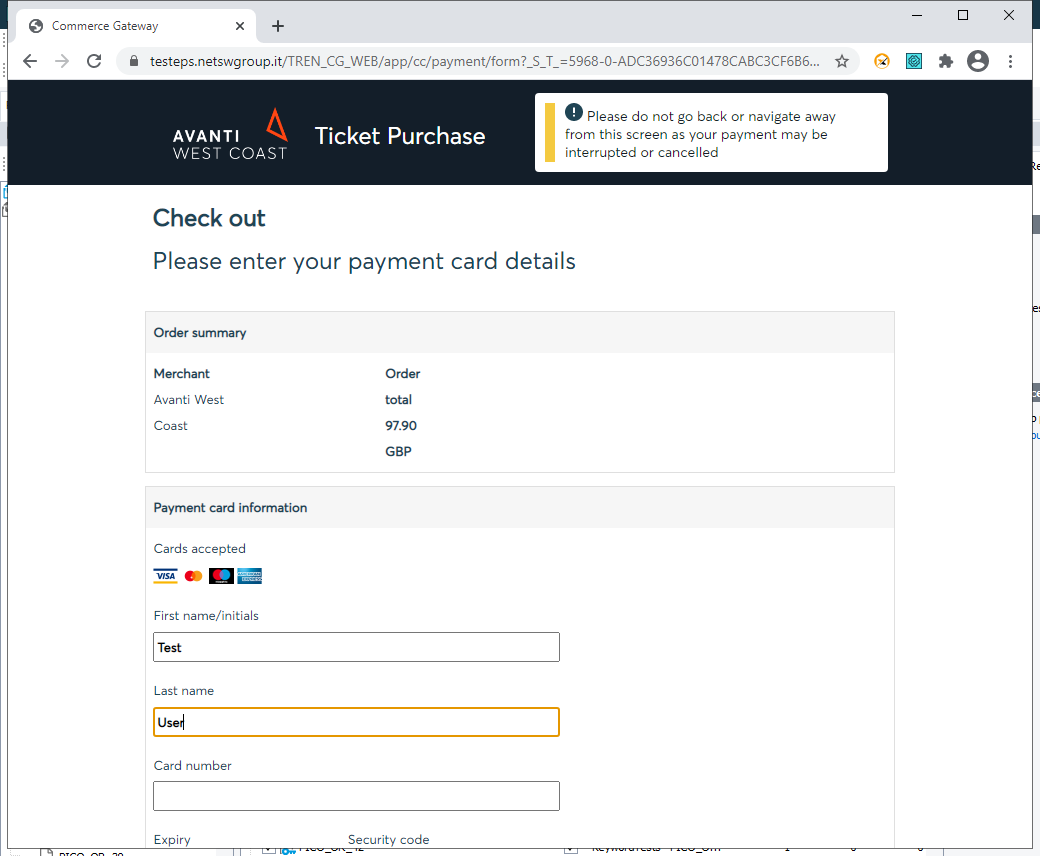 Commerce Gateway
testeps.netswgroup.it/TREN_CG_WEB/app/cc/payment/form?_S_T_=5968-0-ADC36936C01478CABC3CF6B6...
AVANTI
WEST COAST
Ticket Purchase
Please do not go back or navigate away
from this screen as your payment may be
interrupted or cancelled
Check out
Please enter your payment card details
Order summary
Merchant
Avanti West
Coast
Order
total
97.90
GBP
Payment card information
Cards accepted
VISA
First name/initials
Test
Last name
User
Card number
Expiry
Security code